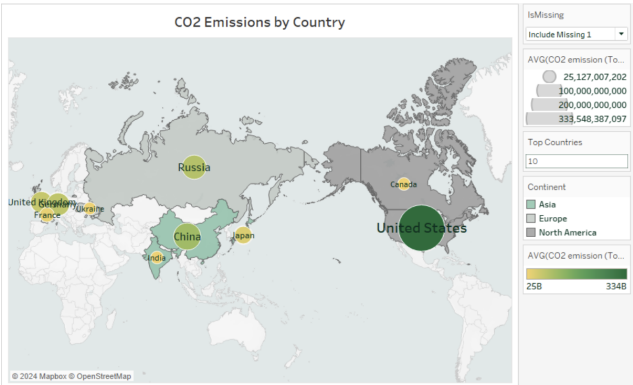 CO2 Emissions by Country
Russia
Canada
United Kingdom
Germany
Ukraine
France
United States
China
Japan
India
© 2024 Mapbox © OpenStreetMap
IsMissing
Include Missing 1
AVG(CO2 emission (To...
25,127,007,202
100,000,000,000
200,000,000,000
333,548,387,097
Top Countries
10
Continent
Asia
Europe
North America
AVG(CO2 emission (To...
25B 334B